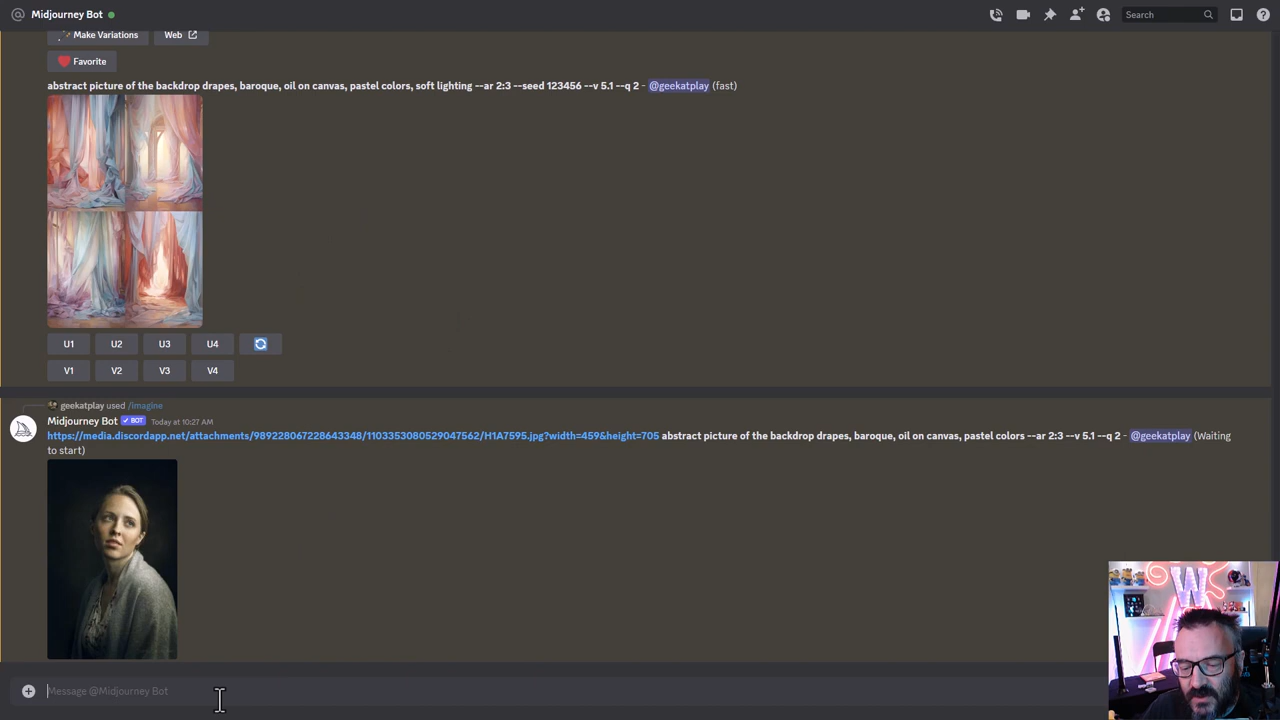 Midjourney Bot
Search
Make Variations
Web
Favorite
abstract picture of the backdrop drapes, baroque, oil on canvas, pastel colors, soft lighting --ar 2:3 --seed 123456 --v 5.1 --q 2 - @geekatplay (fast)
U1 U2 U3 U4
V1 V2 V3 V4
geekatplay used /imagine
Midjourney Bot ✓ BOT Today at 10:27 AM
https://media.discordapp.net/attachments/989228067228643348/1103353080529047562/H1A7595.jpg?width=459&height=705 abstract picture of the backdrop drapes, baroque, oil on canvas, pastel colors --ar 2:3 --v 5.1 --q 2 - @geekatplay (Waiting
to start)
W
Message @Midjourney Bot